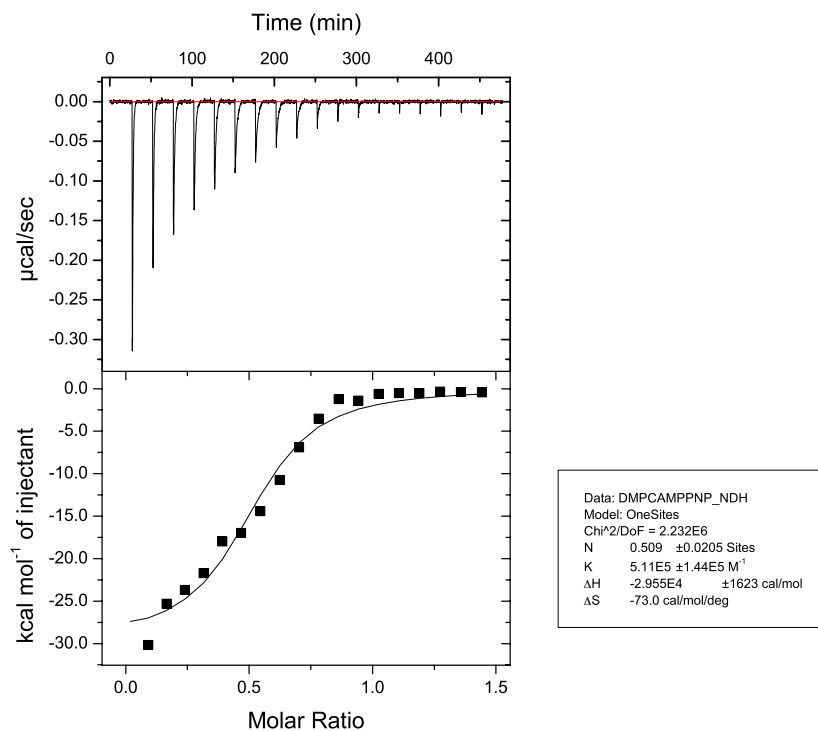 Time (min)
0 100 200 300 400
0.00
-0.05
-0.10
-0.15
-0.20
-0.25
-0.30
µcal/sec
0.0
-5.0
-10.0
-15.0
-20.0
-25.0
-30.0
kcal mol⁻¹ of injectant
0.0 0.5 1.0 1.5
Molar Ratio
Data: DMPCAMPPNP_NDH
Model: OneSites
Chi^2/DoF = 2.232E6
N 0.509 ±0.0205 Sites
K 5.11E5 ±1.44E5 M⁻¹
ΔH -2.955E4 ±1623 cal/mol
ΔS -73.0 cal/mol/deg